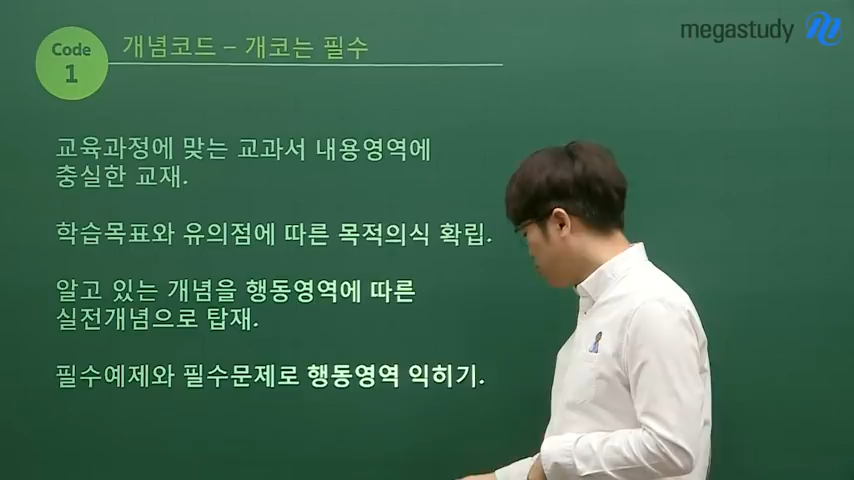 megastudy
Code
1
개념코드 – 개코는 필수
교육과정에 맞는 교과서 내용영역에
충실한 교재.
학습목표와 유의점에 따른 목적의식 확립.
알고 있는 개념을 행동영역에 따른
실전개념으로 탑재.
필수예제와 필수문제로 행동영역 익히기.